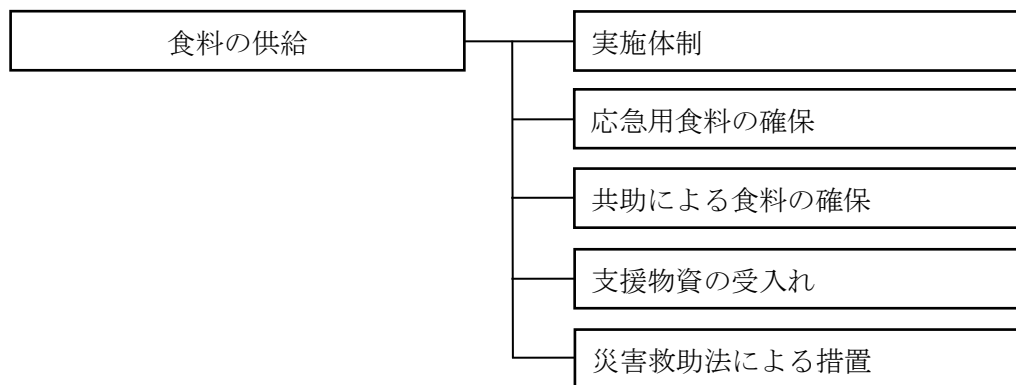 食料の供給
実施体制
応急用食料の確保
共助による食料の確保
支援物資の受入れ
災害救助法による措置